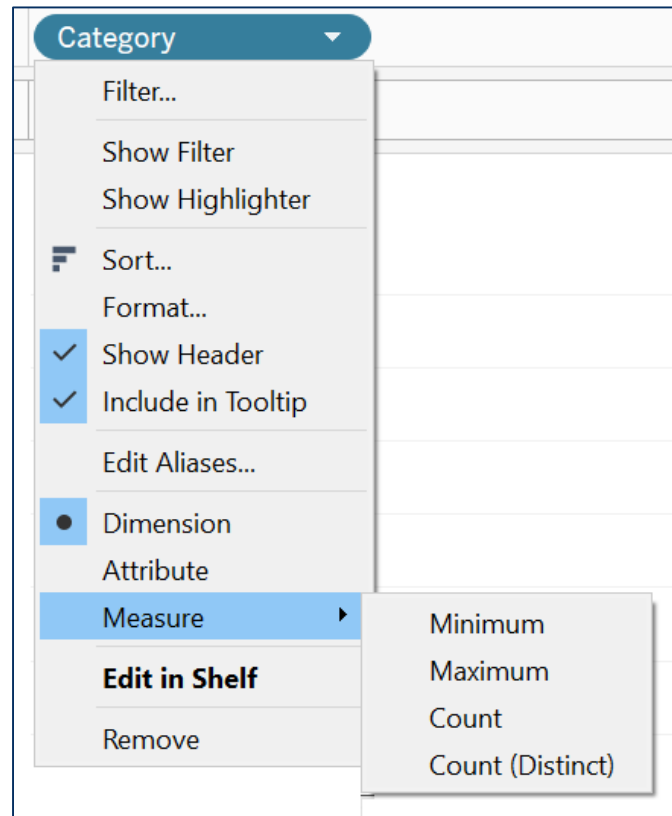 Category
Filter...
Show Filter
Show Highlighter
Sort...
Format...
Show Header
Include in Tooltip
Edit Aliases...
Dimension
Attribute
Measure
Edit in Shelf
Remove
Minimum
Maximum
Count
Count (Distinct)